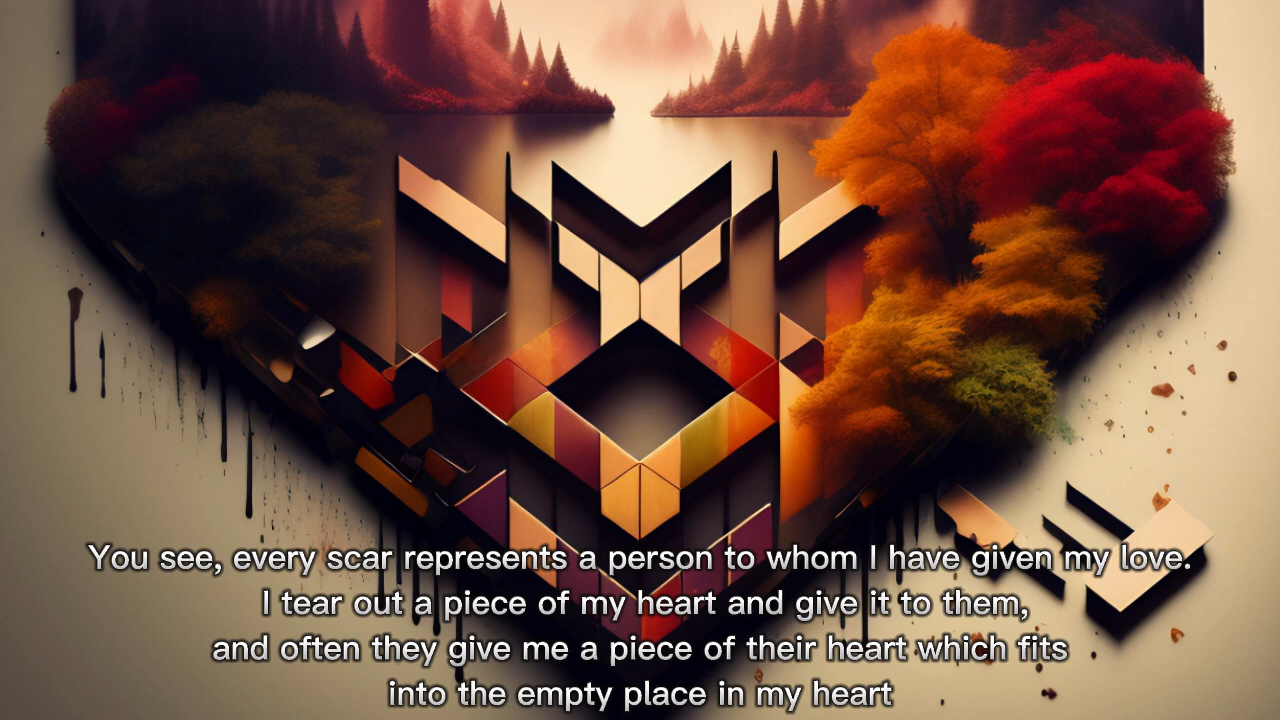 You see, every scar represents a person to whom I have given my love.
I tear out a piece of my heart and give it to them,
and often they give me a piece of their heart which fits
into the empty place in my heart